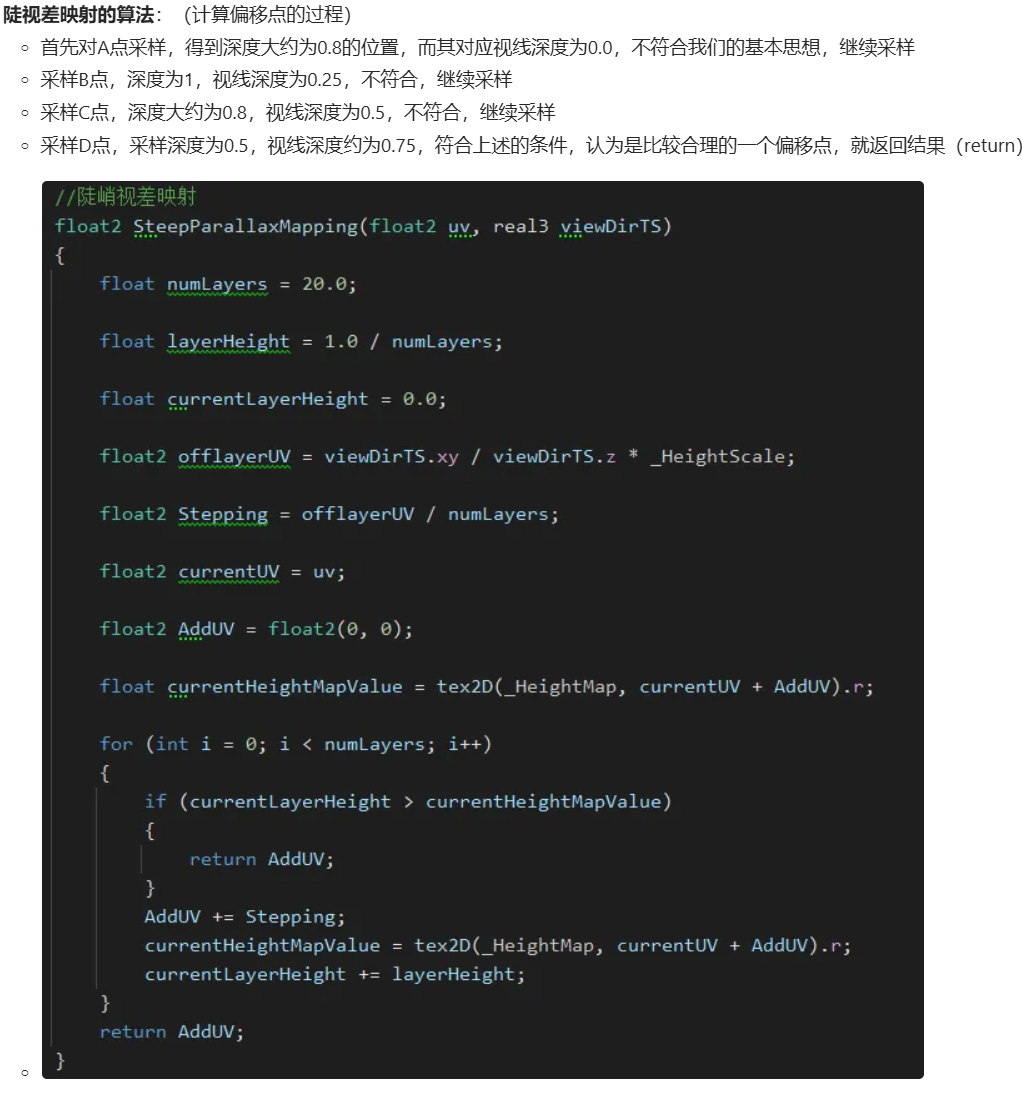 陡视差映射的算法：（计算偏移点的过程）
首先对A点采样，得到深度大约为0.8的位置，而其对应视线深度为0.0，不符合我们的基本思想，继续采样
采样B点，深度为1，视线深度为0.25，不符合，继续采样
采样C点，深度大约为0.8，视线深度为0.5，不符合，继续采样
采样D点，采样深度为0.5，视线深度约为0.75，符合上述的条件，认为是比较合理的一个偏移点，就返回结果（return）
//陡峭视差映射
float2 SteepParallaxMapping(float2 uv, real3 viewDirTS)
{
float numLayers = 20.0;
float layerHeight = 1.0 / numLayers;
float currentLayerHeight = 0.0;
float2 offlayerUV = viewDirTS.xy / viewDirTS.z * _HeightScale;
float2 Stepping = offlayerUV / numLayers;
float2 currentUV = uv;
float2 AddUV = float2(0, 0);
float currentHeightMapValue = tex2D(_HeightMap, currentUV + AddUV).r;
for (int i = 0; i < numLayers; i++)
{
if (currentLayerHeight > currentHeightMapValue)
{
return AddUV;
}
AddUV += Stepping;
currentHeightMapValue = tex2D(_HeightMap, currentUV + AddUV).r;
currentLayerHeight += layerHeight;
}
return AddUV;
}